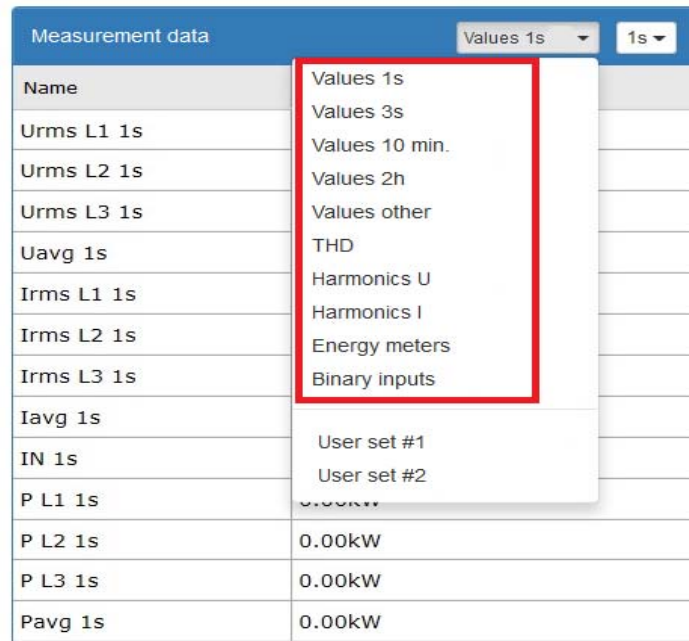 Measurement data
Values 1s
1s
Name
Values 1s
Values 3s
Values 10 min.
Values 2h
Values other
THD
Harmonics U
Harmonics I
Energy meters
Binary inputs
User set #1
User set #2
Urms L1 1s
Urms L2 1s
Urms L3 1s
Uavg 1s
Irms L1 1s
Irms L2 1s
Irms L3 1s
Iavg 1s
IN 1s
P L1 1s
P L2 1s 0.00kW
P L3 1s 0.00kW
Pavg 1s 0.00kW